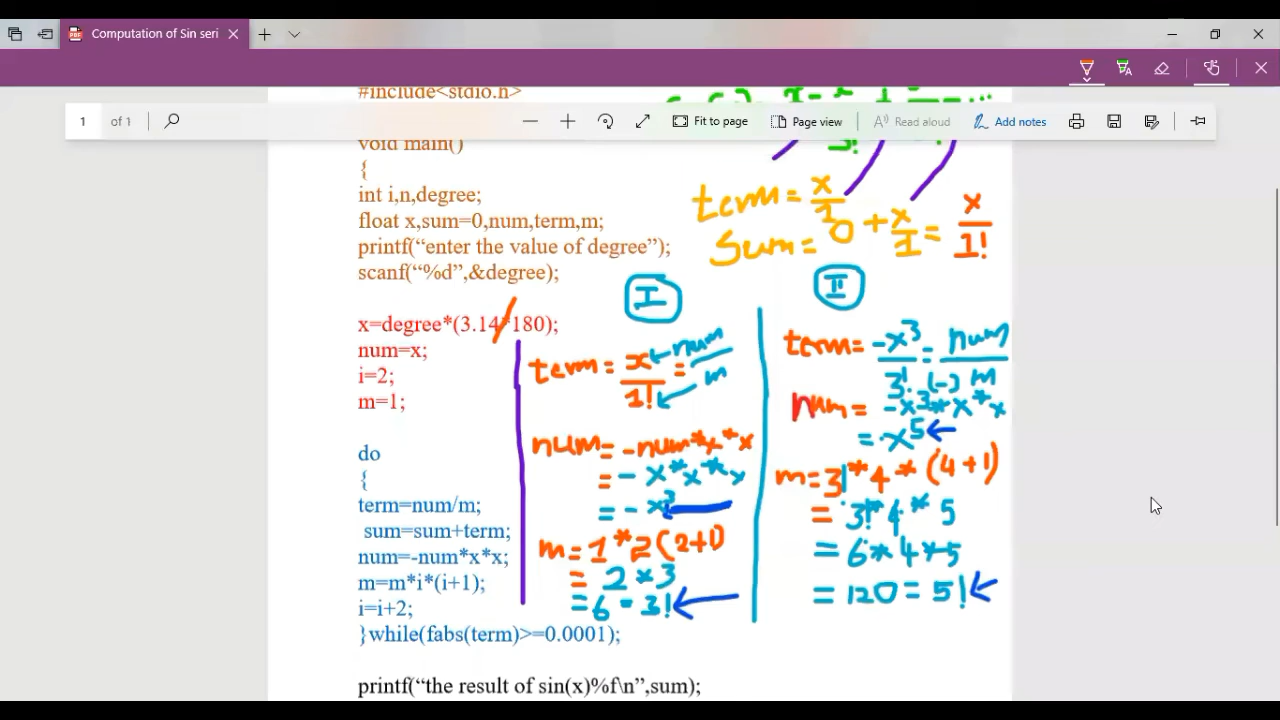 Computation of Sin seri
1 of 1
Fit to page
Page view
Read aloud
Add notes
#include<stdio.h>
void main()
{
int i,n,degree;
float x,sum=0,num,term,m;
printf(“enter the value of degree”);
scanf(“%d”,&degree);
x=degree*(3.14/180);
num=x;
i=2;
m=1;
do
{
term=num/m;
sum=sum+term;
num=-num*x*x;
m=m*i*(i+1);
i=i+2;
}while(fabs(term)>=0.0001);
printf(“the result of sin(x)%f\n”,sum);
3!
term = x/1
Sum = 0 + x/1 = x/1!
I
term = x/1! = num/m
num = -num*x*x
= - x*x*x
= - x³
m = 1*2(2+1)
= 2*3
= 6 = 3!
II
term = -x³/3! = num/m
(-)
num = -x³*x*x
= x⁵
m = 3!*4*(4+1)
= 3!*4*5
= 6*4*5
= 120 = 5!